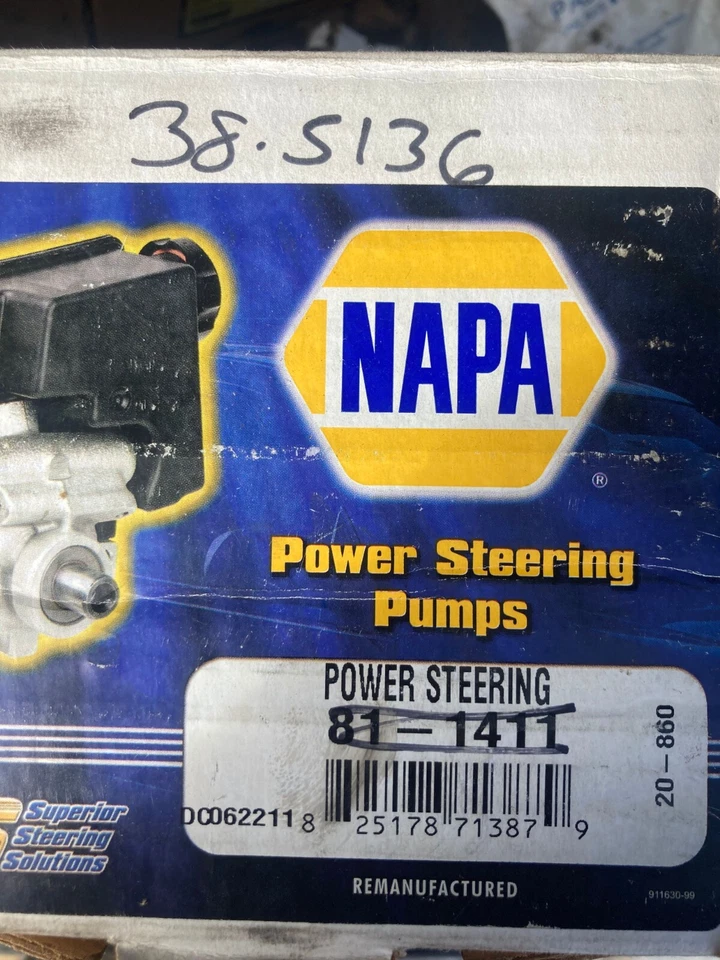 38.5136
NAPA
®
Power Steering
Pumps
POWER STEERING
81-1411
20-860
DC062211
8 25178 71387 9
Superior
Steering
Solutions
REMANUFACTURED
911630-99